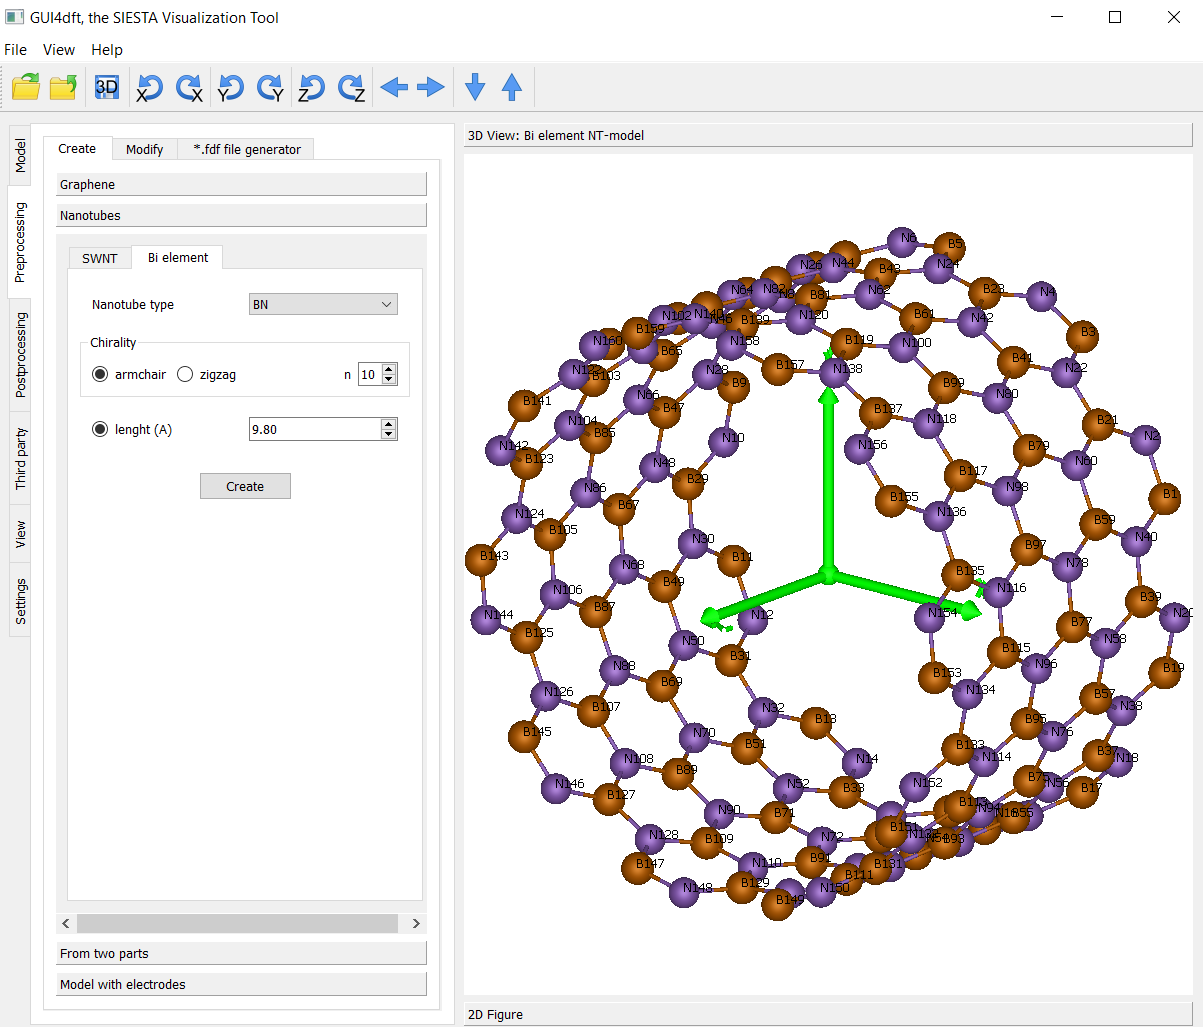 GUI4dft, the SIESTA Visualization Tool
File View Help
3D X X Y Y Z Z
Model
Preprocessing
Postprocessing
Third party
View
Settings
Create Modify *.fdf file generator
Graphene
Nanotubes
SWNT Bi element
Nanotube type BN
Chirality
armchair zigzag n 10
lenght (A) 9.80
Create
From two parts
Model with electrodes
3D View: Bi element NT-model
N6 B5
N26 N44 B43 N24
N64 N82 N8 B81 N62 B23 N4
N102 N140 N46 B139 N120 B61 N42 B3
N160 B159 B65 N158 B119 N100 B41 N22
N122 B103 N28 B9 B157 N138 B99 N80
B141 N66 B47 B137 N118 B21 N2
N142 N104 B85 N10 N156 B79 N60
B123 N48 B29 B117 N98 B1
N86 B67 B155 N136 B59 N40
N124 B105 N30 B97 N78
B143 N68 B11 B135 N116
N106 B49 B39 N20
N144 B87 N12 N154 B77 N58
B125 N50 B31 B115 N96
N88 B69 B153 N134 B19
N126 B107 N32 B13 B95 B57 N38
B145 N70 B51 B133 N76
N108 B89 N14 N114 B37 N18
N146 N52 B33 N152 B75 N56 B17
B127 N90 B71 B113 N94 N16 B55
N128 B109 N72 B151 N132 N54 B93
B147 N110 B91 B131
N148 B129 N150 B111
B149
2D Figure